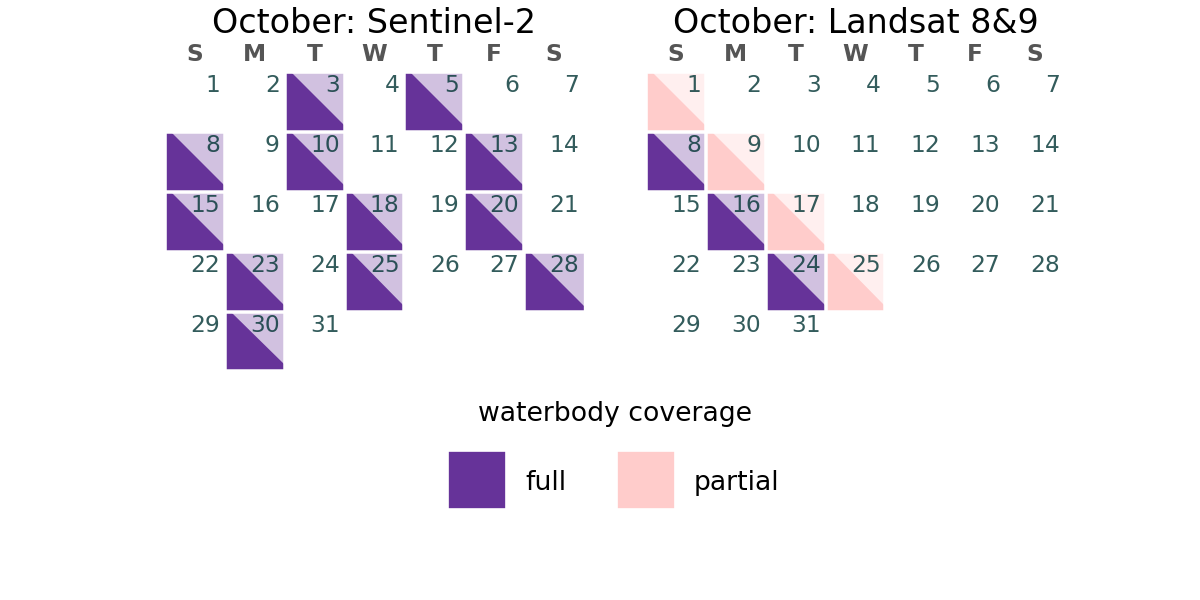 October: Sentinel-2
S M T W T F S
1 2 3 4 5 6 7
8 9 10 11 12 13 14
15 16 17 18 19 20 21
22 23 24 25 26 27 28
29 30 31
October: Landsat 8&9
S M T W T F S
1 2 3 4 5 6 7
8 9 10 11 12 13 14
15 16 17 18 19 20 21
22 23 24 25 26 27 28
29 30 31
waterbody coverage
full partial